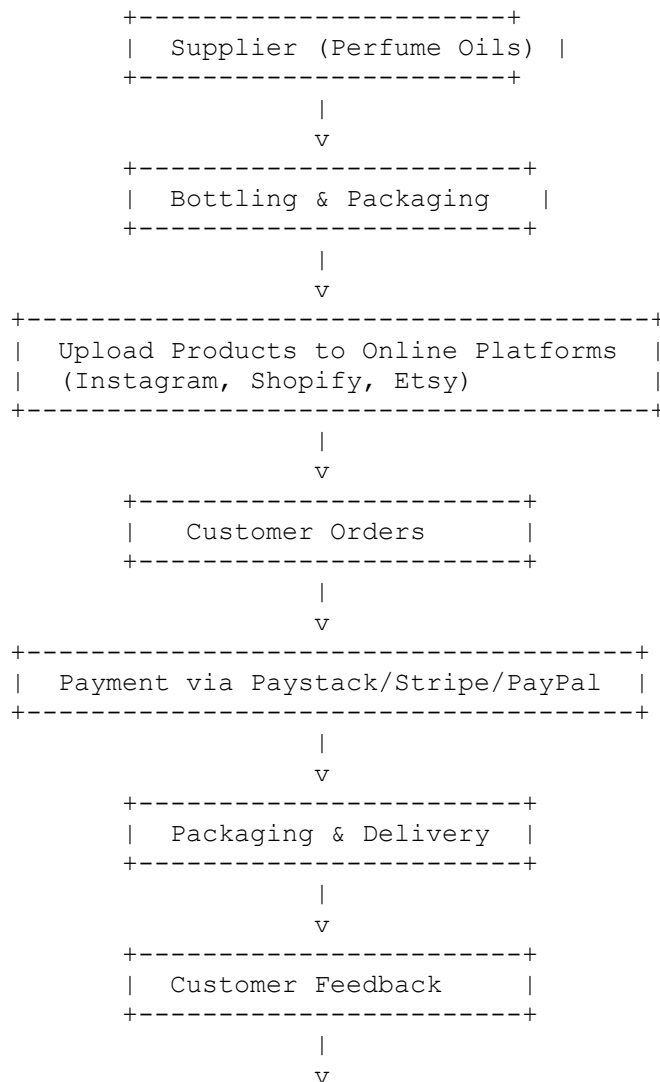 +-----------------------+
| Supplier (Perfume Oils) |
+-----------------------+
|
v
+------------------------+
| Bottling & Packaging |
+------------------------+
|
v
+---------------------------------------+
| Upload Products to Online Platforms |
| (Instagram, Shopify, Etsy) |
+---------------------------------------+
|
v
+------------------------+
| Customer Orders |
+------------------------+
|
v
+--------------------------------------+
| Payment via Paystack/Stripe/PayPal |
+--------------------------------------+
|
v
+------------------------+
| Packaging & Delivery |
+------------------------+
|
v
+------------------------+
| Customer Feedback |
+------------------------+
|
v